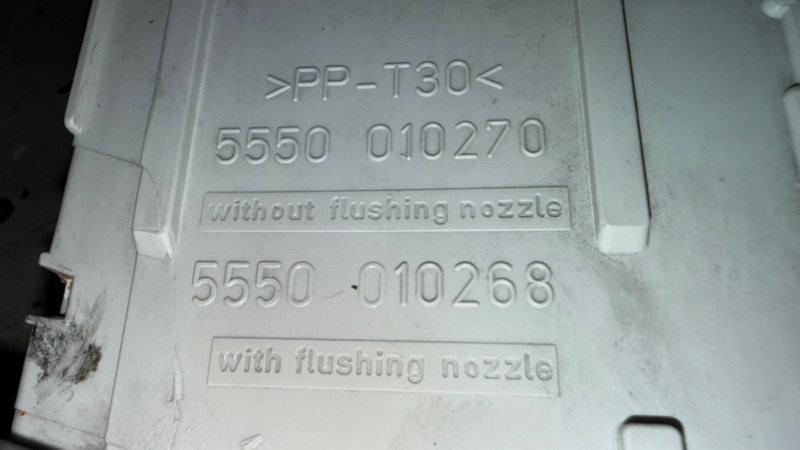 >PP-T30<
5550 010270
without flushing nozzle
5550 010268
with flushing nozzle